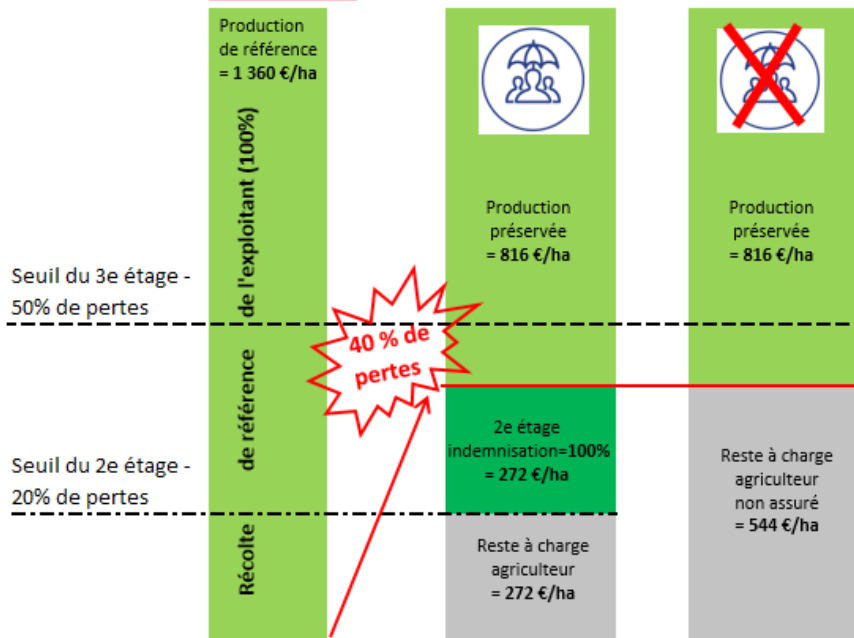 Production
de référence
= 1 360 €/ha
Récolte de référence de l'exploitant (100%)
Production
préservée
= 816 €/ha
Production
préservée
= 816 €/ha
Seuil du 3e étage -
50% de pertes
40 % de
pertes
2e étage
indemnisation=100%
= 272 €/ha
Reste à charge
agriculteur
non assuré
= 544 €/ha
Seuil du 2e étage -
20% de pertes
Reste à charge
agriculteur
= 272 €/ha